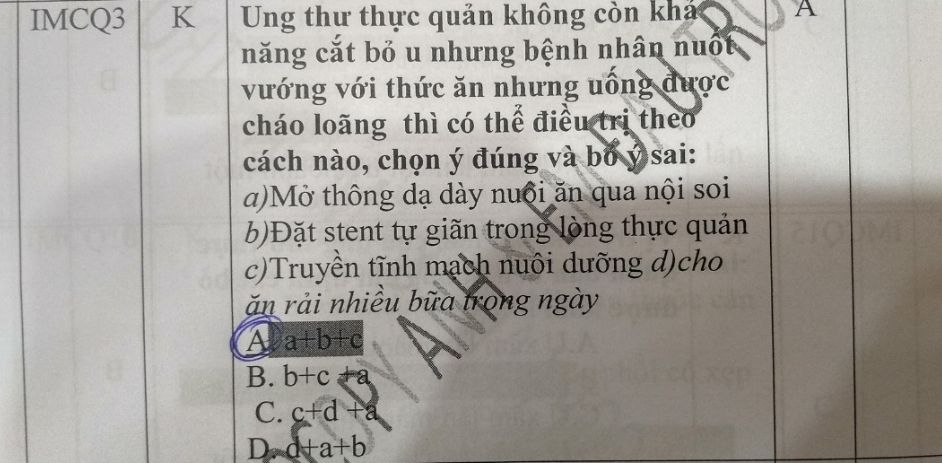 IMCQ3 K Ung thư thực quản không còn khả A
năng cắt bỏ u nhưng bệnh nhân nuốt
vướng với thức ăn nhưng uống được
cháo loãng thì có thể điều trị theo
cách nào, chọn ý đúng và bỏ ý sai:
a)Mở thông dạ dày nuôi ăn qua nội soi
b)Đặt stent tự giãn trong lòng thực quản
c)Truyền tĩnh mạch nuôi dưỡng d)cho
ăn rải nhiều bữa trong ngày
A. a+b+c
B. b+c +a
C. c+d +a
D. d+a+b